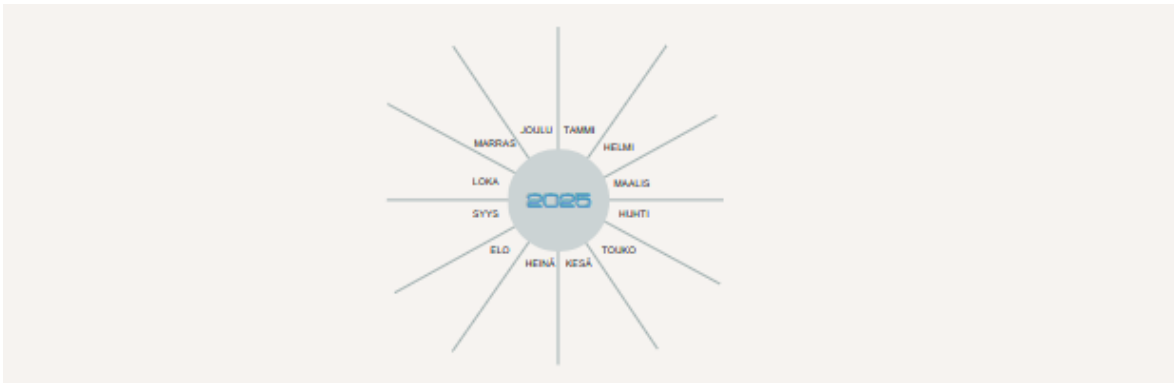 JOULU TAMMI
MARRAS HELMI
LOKA MAALIS
2025
SYYS HUHTI
ELO TOUKO
HEINÄ KESÄ